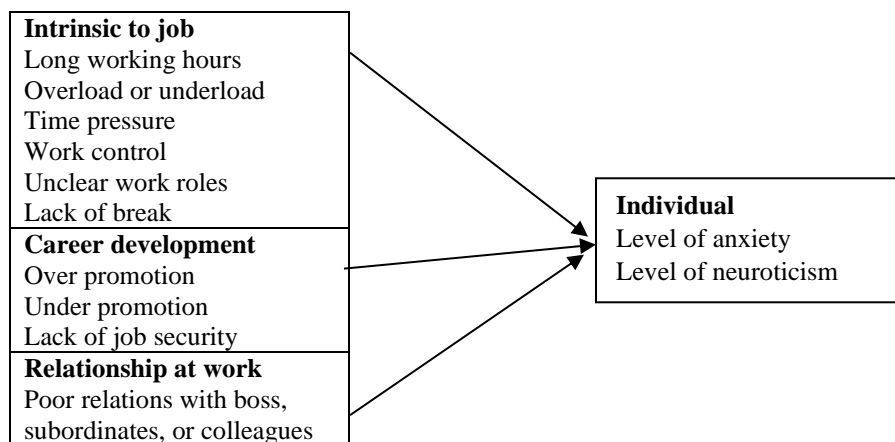 Intrinsic to job
Long working hours
Overload or underload
Time pressure
Work control
Unclear work roles
Lack of break
Career development
Over promotion
Under promotion
Lack of job security
Relationship at work
Poor relations with boss,
subordinates, or colleagues
Individual
Level of anxiety
Level of neuroticism